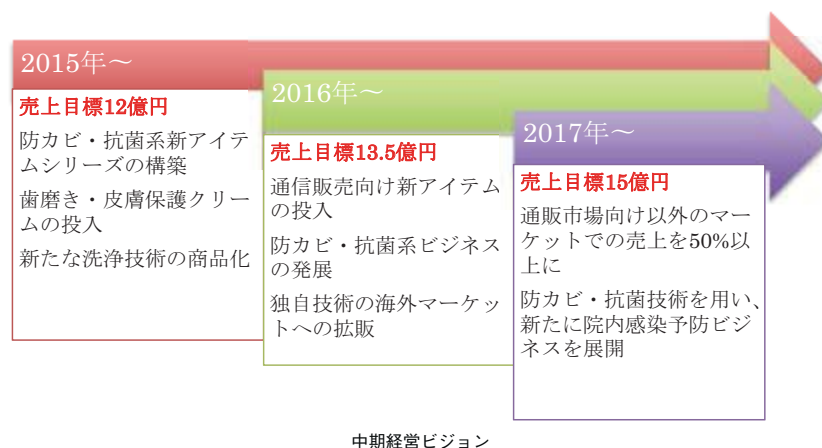 2015年～
売上目標12億円
防カビ・抗菌系新アイテ
ムシリーズの構築
歯磨き・皮膚保護クリー
ムの投入
新たな洗浄技術の商品化
2016年～
売上目標13.5億円
通信販売向け新アイテム
の投入
防カビ・抗菌系ビジネス
の発展
独自技術の海外マーケッ
トへの拡販
2017年～
売上目標15億円
通販市場向け以外のマー
ケットでの売上を50%以
上に
防カビ・抗菌技術を用い、
新たに院内感染予防ビジ
ネスを展開
中期経営ビジョン